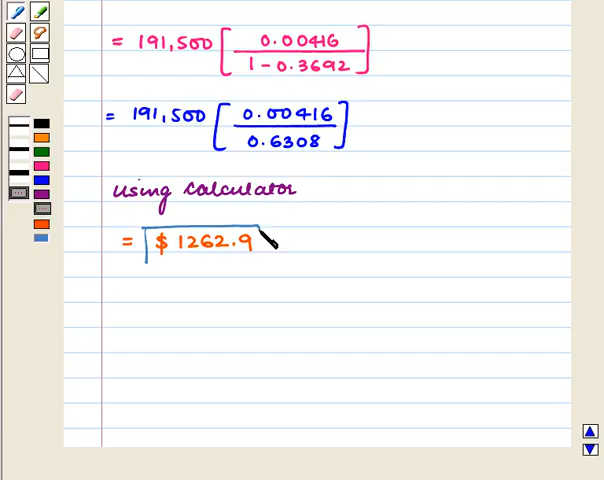 = 191,500 [ 0.00416 / 1 - 0.3692 ]
= 191,500 [ 0.00416 / 0.6308 ]
using calculator
= $ 1262.9